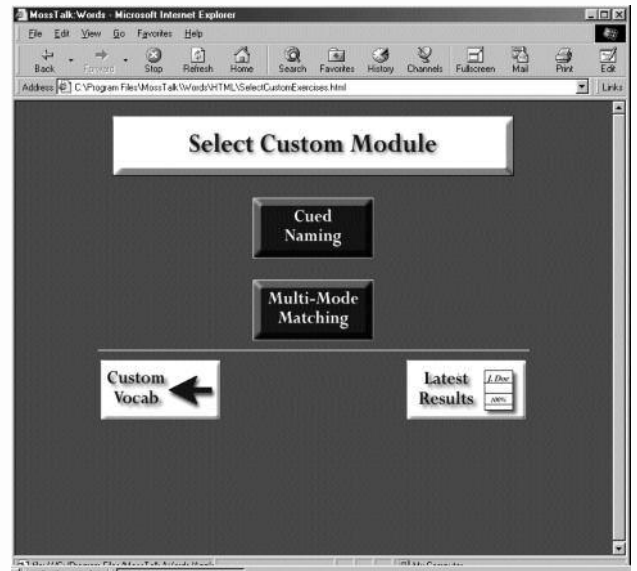 MossTalk:Words - Microsoft Internet Explorer
File Edit View Go Favorites Help
Back Forward Stop Refresh Home Search Favorites History Channels Fullscreen Mail Print Edit
Address C:\Program Files\MossTalk\Words\HTML\SelectCustomExercises.html Links
Select Custom Module
Cued
Naming
Multi-Mode
Matching
Custom
Vocab
Latest
Results
J. Doe
100%
My Computer